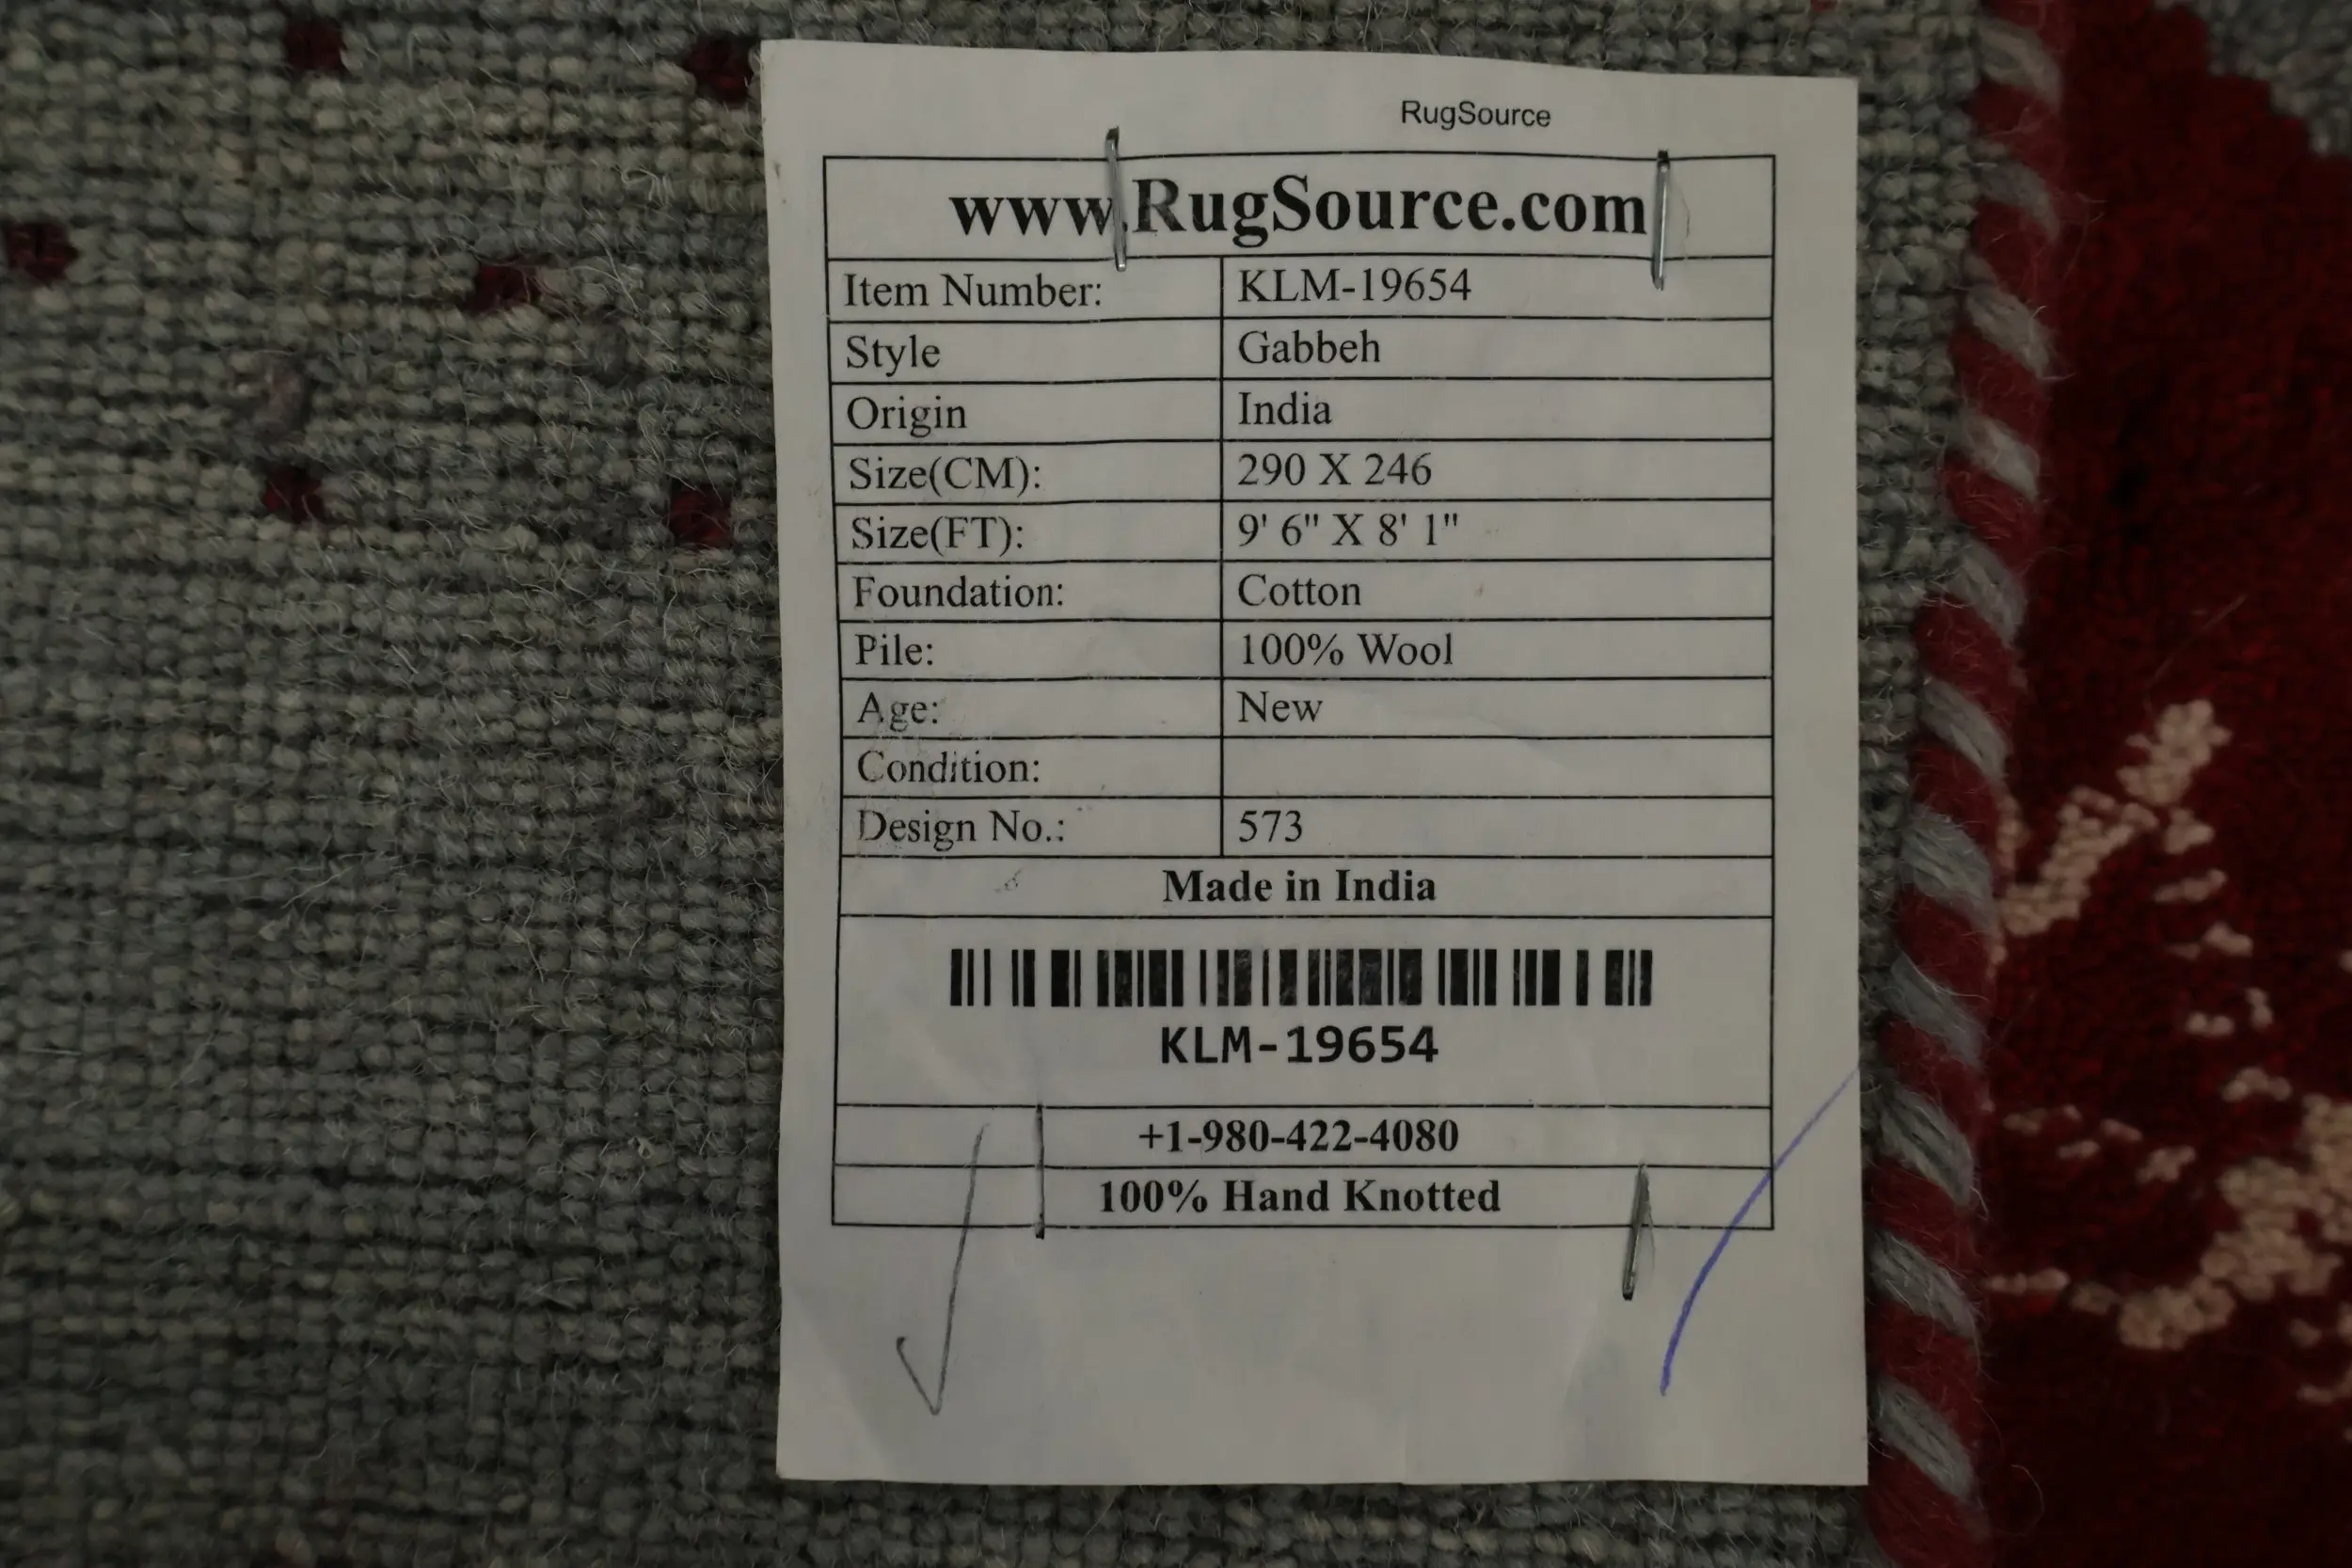 RugSource
www.RugSource.com
Item Number: KLM-19654
Style Gabbeh
Origin India
Size(CM): 290 X 246
Size(FT): 9' 6" X 8' 1"
Foundation: Cotton
Pile: 100% Wool
Age: New
Condition:
Design No.: 573
Made in India
KLM-19654
+1-980-422-4080
100% Hand Knotted